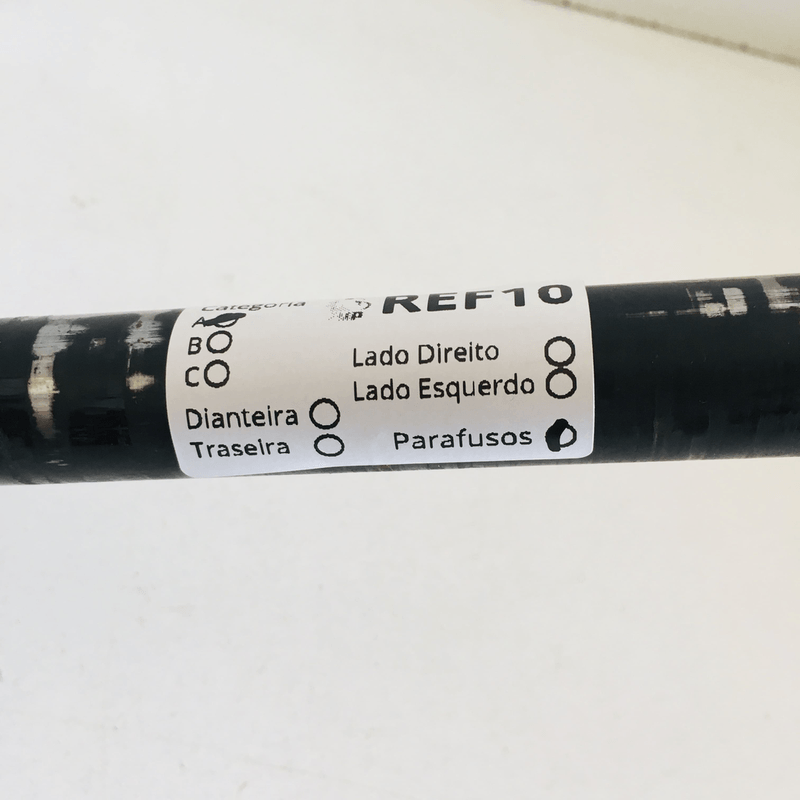 Categoria
REF10
A
B
C
Lado Direito
Lado Esquerdo
Dianteira
Traseira
Parafusos